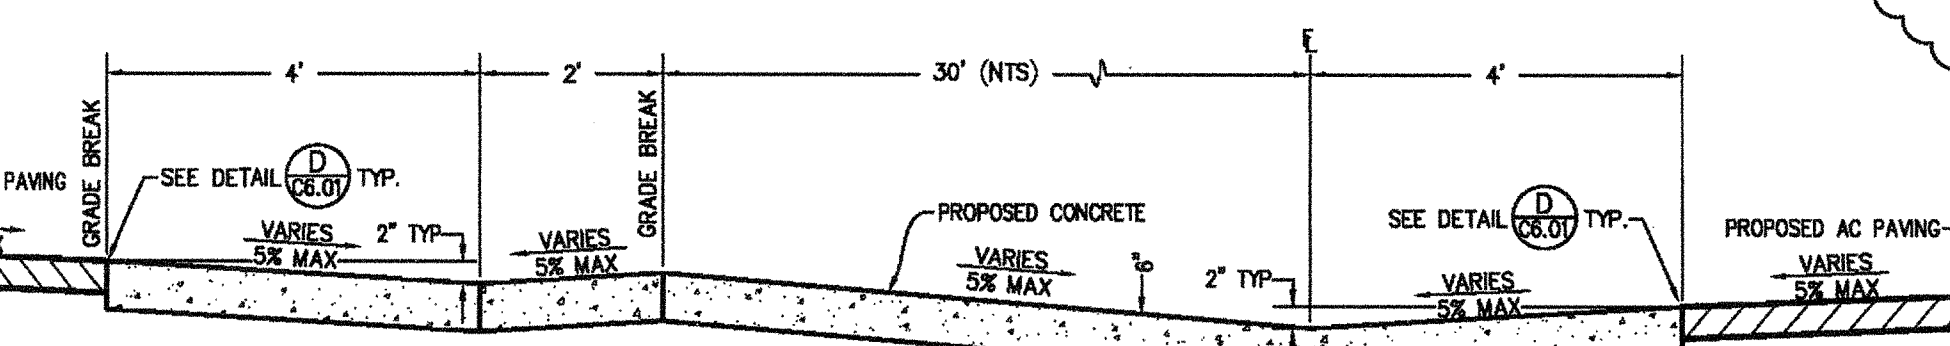 4'
2'
30' (NTS)
FL
4'
GRADE BREAK
GRADE BREAK
PAVING
SEE DETAIL D C6.01 TYP.
VARIES
5% MAX
2" TYP
VARIES
5% MAX
PROPOSED CONCRETE
VARIES
5% MAX
6"
2" TYP
SEE DETAIL D C6.01 TYP.
VARIES
5% MAX
PROPOSED AC PAVING
VARIES
5% MAX